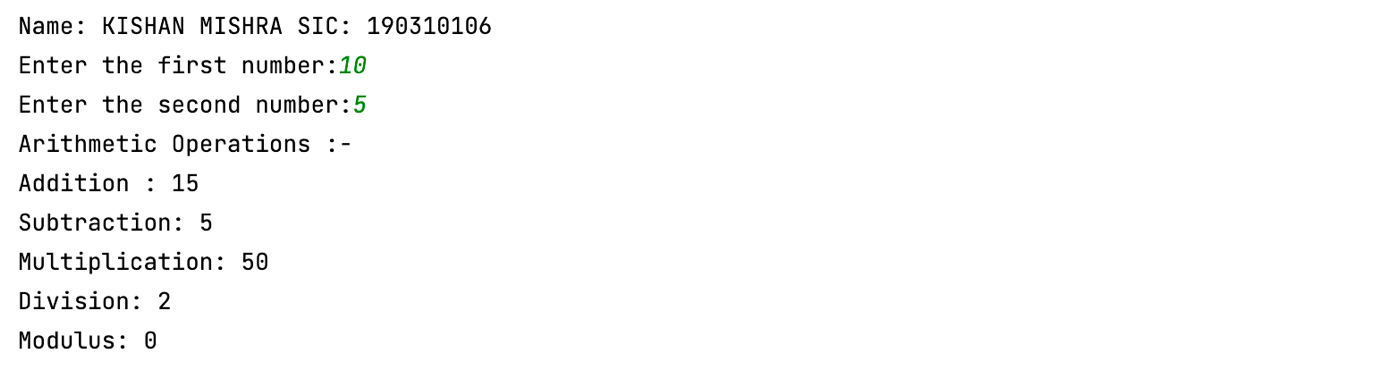 Name: KISHAN MISHRA SIC: 190310106
Enter the first number:10
Enter the second number:5
Arithmetic Operations :-
Addition : 15
Subtraction: 5
Multiplication: 50
Division: 2
Modulus: 0